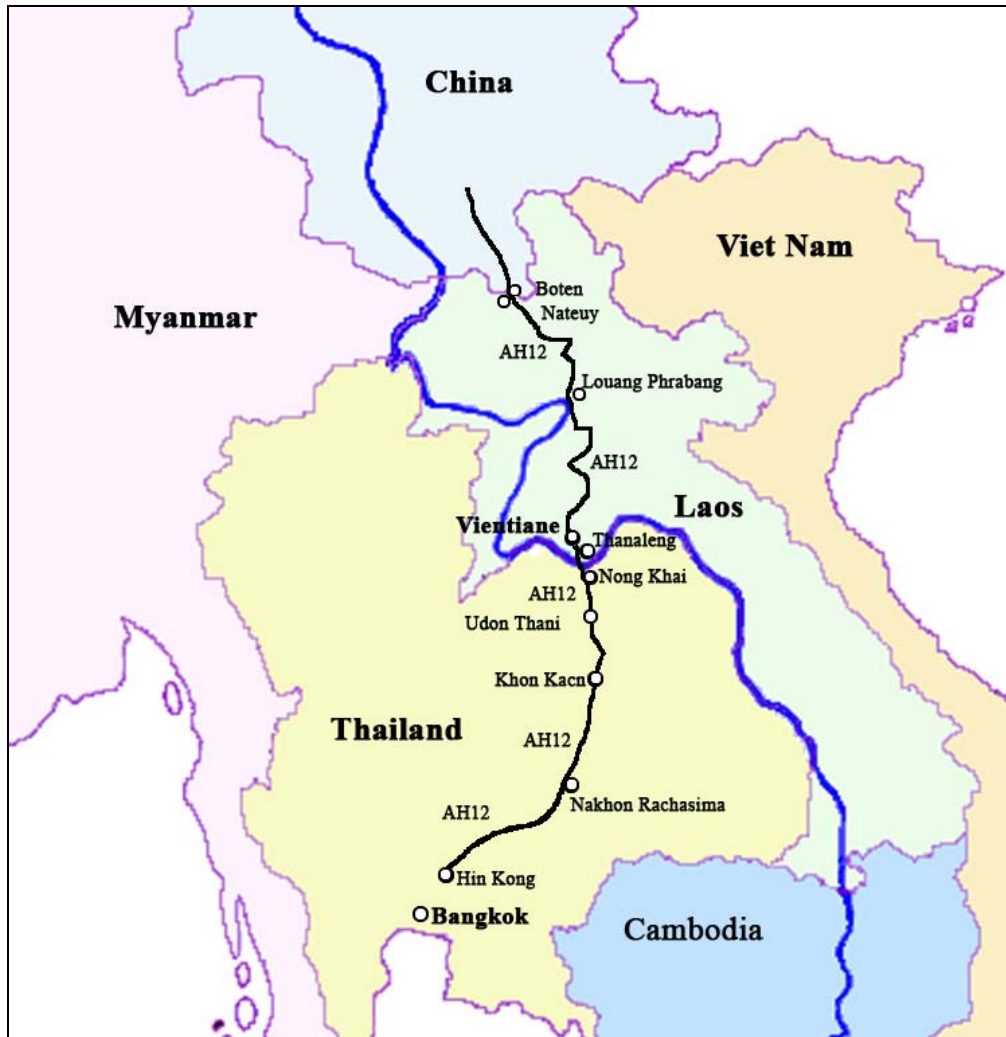 China
Viet Nam
Boten
Nateuy
Myanmar
AH12
Louang Phrabang
AH12
Laos
Vientiane
Thanaleng
Nong Khai
AH12
Udon Thani
Khon Kacn
Thailand
AH12
Nakhon Rachasima
AH12
Hin Kong
Bangkok
Cambodia